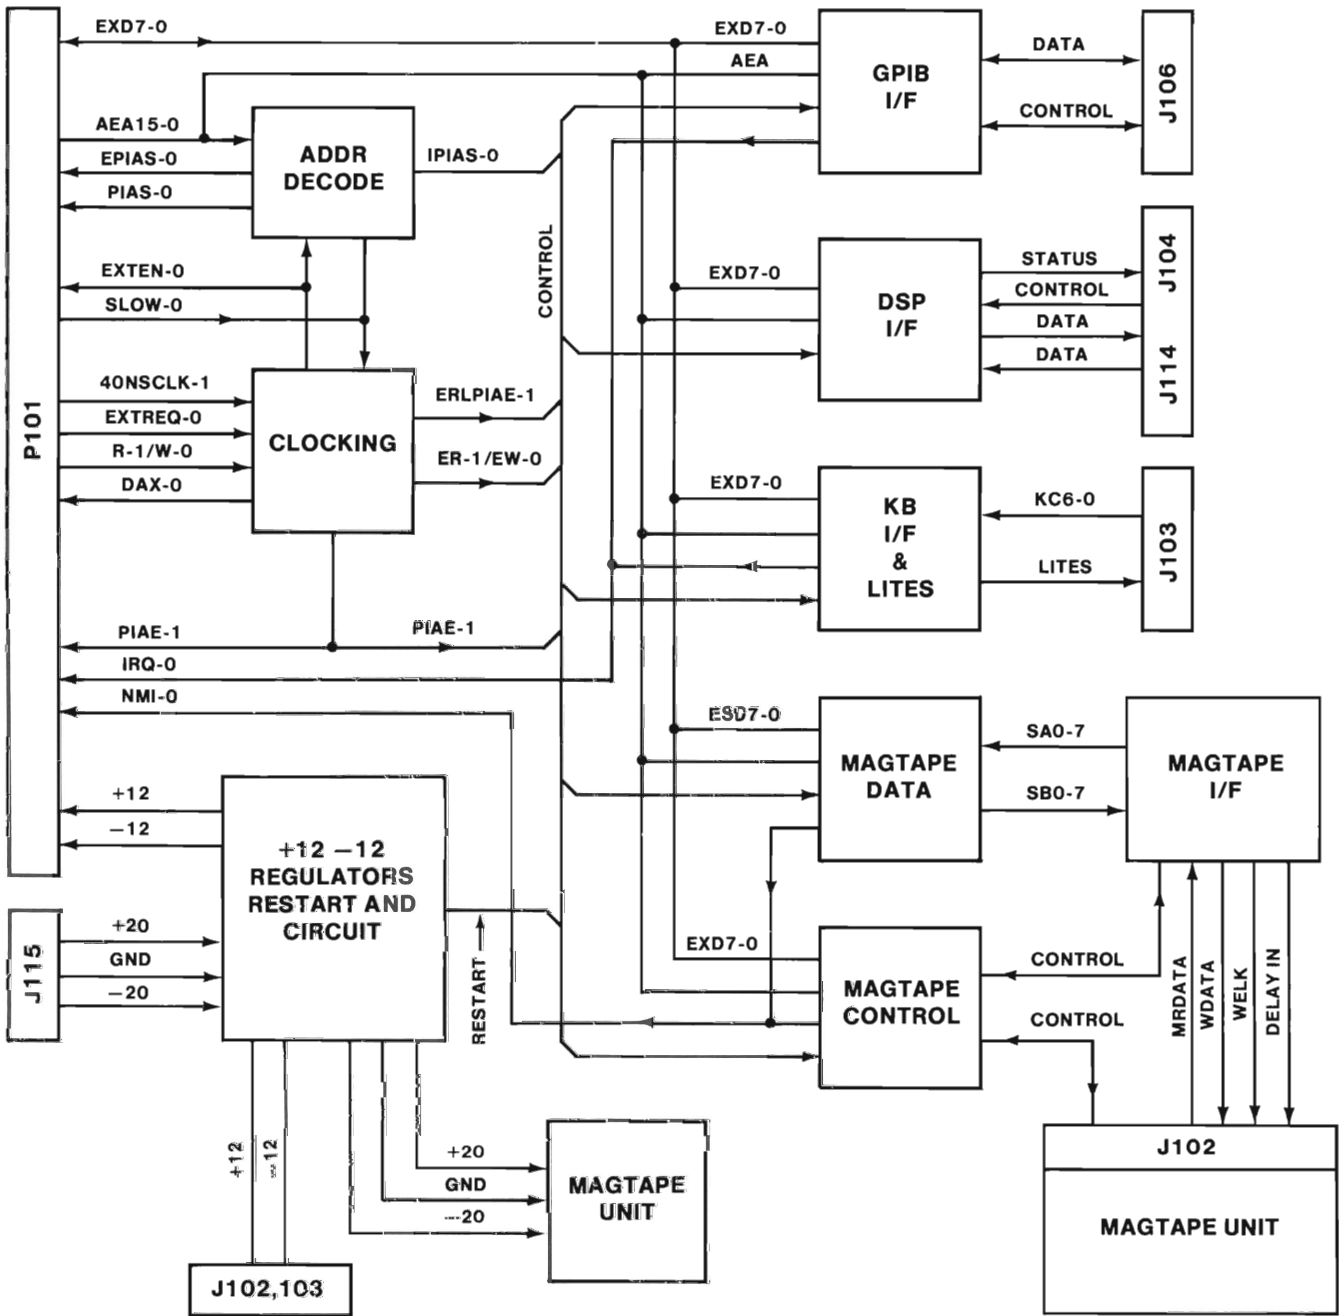 EXD7-0
AEA15-0
EPIAS-0
PIAS-0
EXTEN-0
SLOW-0
40NSCLK-1
EXTREQ-0
R-1/W-0
DAX-0
PIAE-1
IRQ-0
NMI-0
+12
−12
P101
ADDR
DECODE
IPIAS-0
CLOCKING
ERLPIAE-1
ER-1/EW-0
PIAE-1
CONTROL
EXD7-0
AEA
GPIB
I/F
DATA
CONTROL
J106
EXD7-0
DSP
I/F
STATUS
CONTROL
DATA
DATA
J104
J114
EXD7-0
KB
I/F
&
LITES
KC6-0
LITES
J103
ESD7-0
MAGTAPE
DATA
SA0-7
SB0-7
MAGTAPE
I/F
J115
+20
GND
−20
+12 −12
REGULATORS
RESTART AND
CIRCUIT
RESTART
EXD7-0
MAGTAPE
CONTROL
CONTROL
CONTROL
MRDATA
WDATA
WELK
DELAY IN
J102
MAGTAPE UNIT
+12
−12
J102,103
+20
GND
−20
MAGTAPE
UNIT